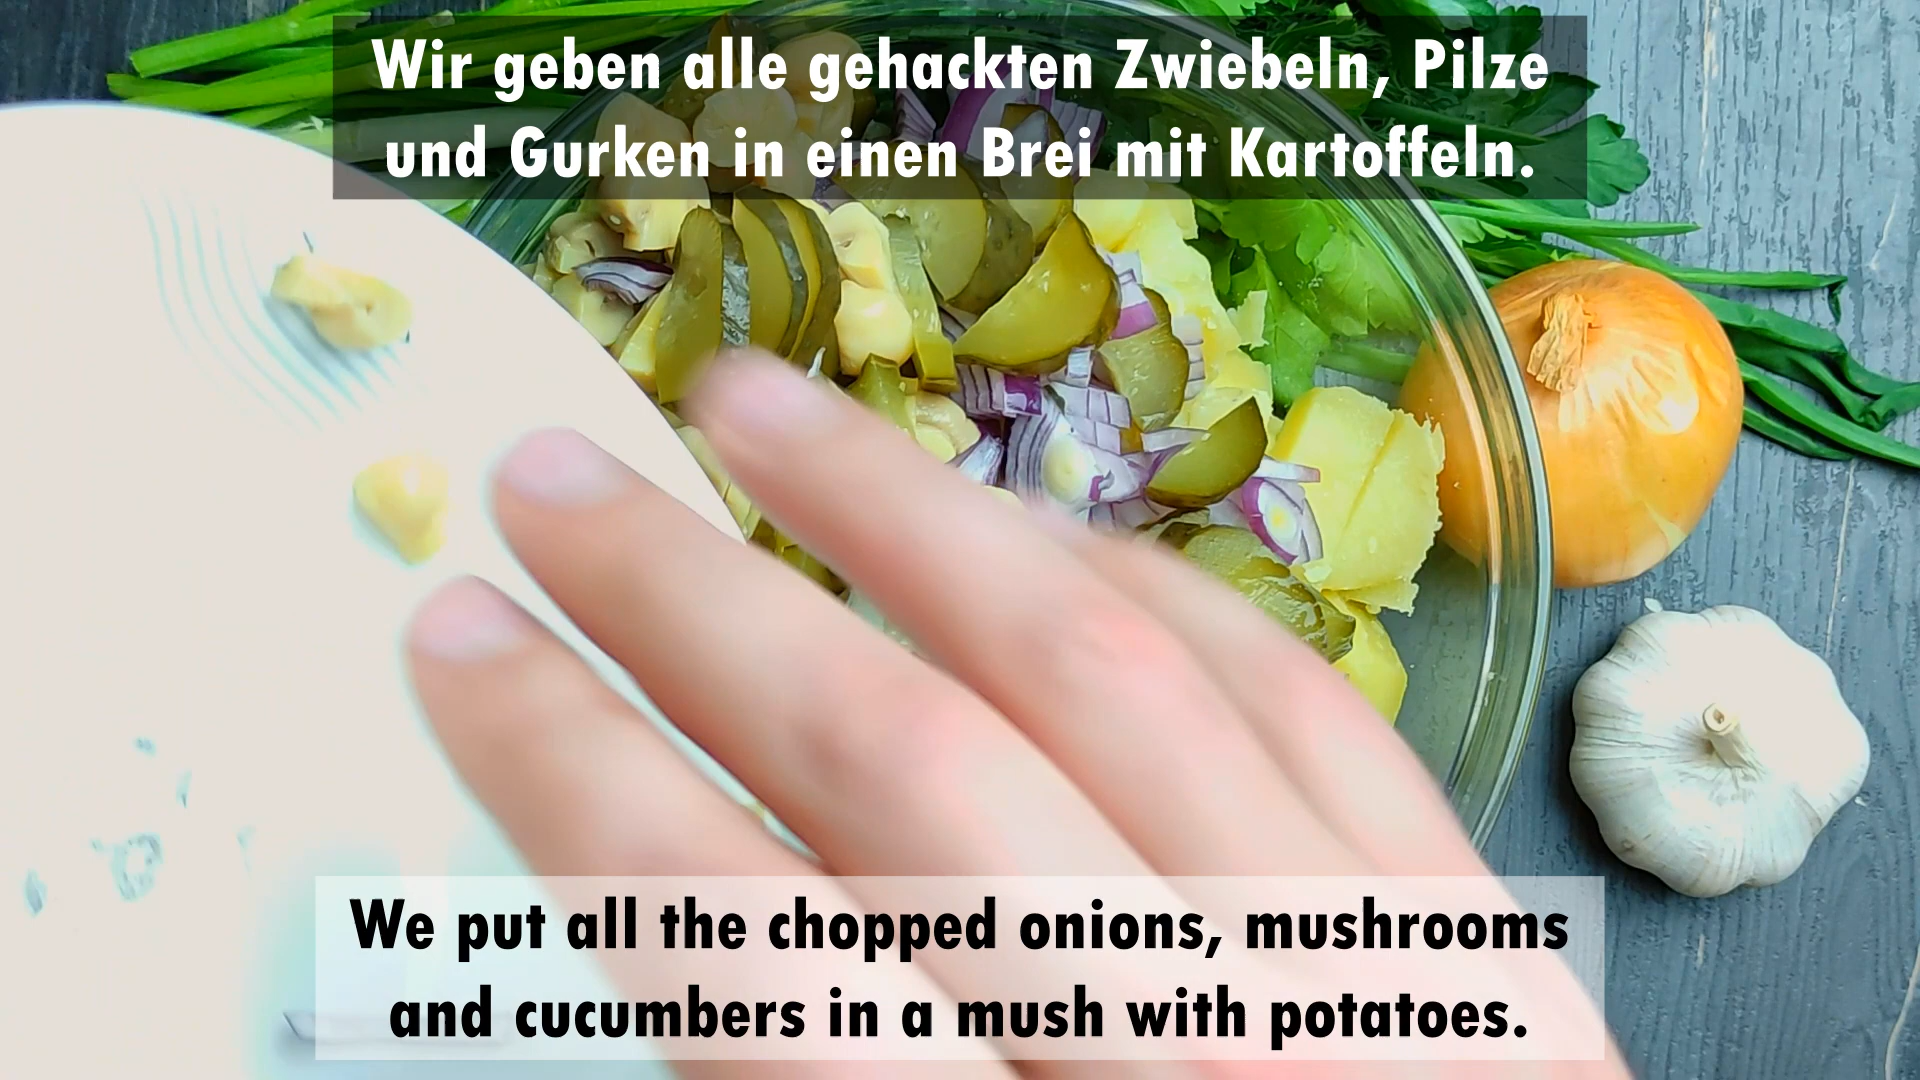 Wir geben alle gehackten Zwiebeln, Pilze
und Gurken in einen Brei mit Kartoffeln.
We put all the chopped onions, mushrooms
and cucumbers in a mush with potatoes.